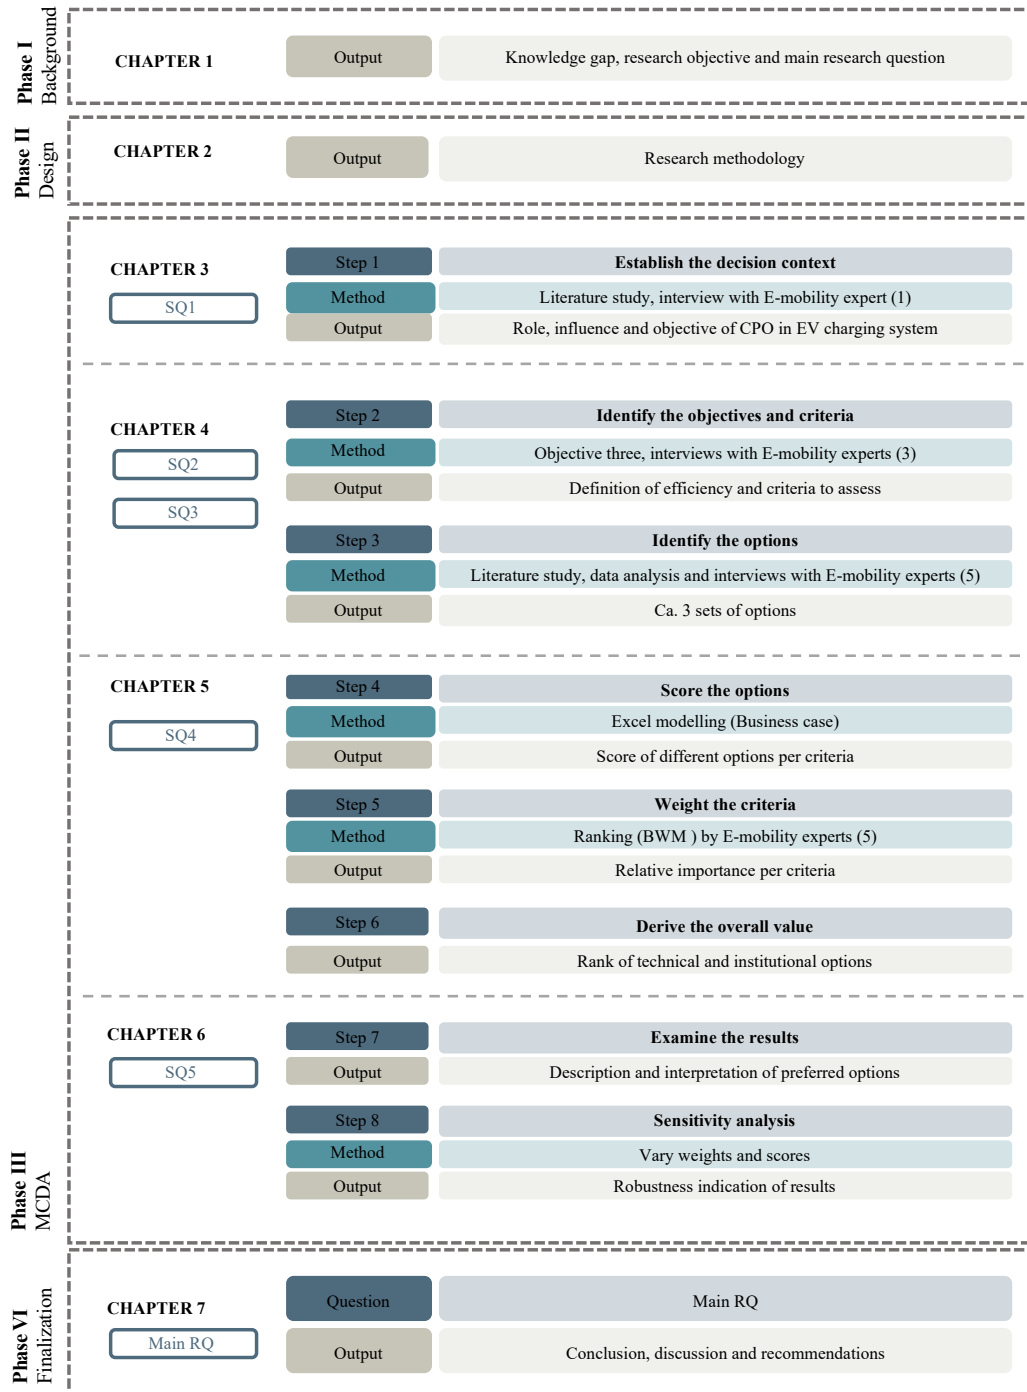 Phase I
Background
CHAPTER 1
Output
Knowledge gap, research objective and main research question
Phase II
Design
CHAPTER 2
Output
Research methodology
Phase III
MCDA
CHAPTER 3
SQ1
Step 1
Establish the decision context
Method
Literature study, interview with E-mobility expert (1)
Output
Role, influence and objective of CPO in EV charging system
CHAPTER 4
SQ2
SQ3
Step 2
Identify the objectives and criteria
Method
Objective three, interviews with E-mobility experts (3)
Output
Definition of efficiency and criteria to assess
Step 3
Identify the options
Method
Literature study, data analysis and interviews with E-mobility experts (5)
Output
Ca. 3 sets of options
CHAPTER 5
SQ4
Step 4
Score the options
Method
Excel modelling (Business case)
Output
Score of different options per criteria
Step 5
Weight the criteria
Method
Ranking (BWM ) by E-mobility experts (5)
Output
Relative importance per criteria
Step 6
Derive the overall value
Output
Rank of technical and institutional options
CHAPTER 6
SQ5
Step 7
Examine the results
Output
Description and interpretation of preferred options
Step 8
Sensitivity analysis
Method
Vary weights and scores
Output
Robustness indication of results
Phase VI
Finalization
CHAPTER 7
Main RQ
Question
Main RQ
Output
Conclusion, discussion and recommendations